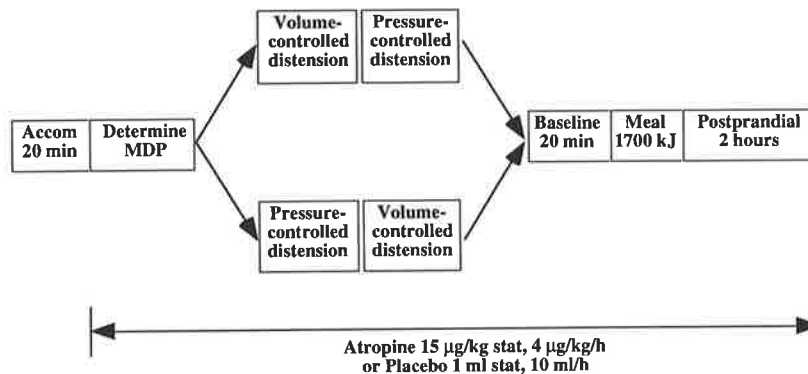 Volume-
controlled
distension
Pressure-
controlled
distension
Accom
20 min
Determine
MDP
Baseline
20 min
Meal
1700 kJ
Postprandial
2 hours
Pressure-
controlled
distension
Volume-
controlled
distension
Atropine 15 µg/kg stat, 4 µg/kg/h
or Placebo 1 ml stat, 10 ml/h